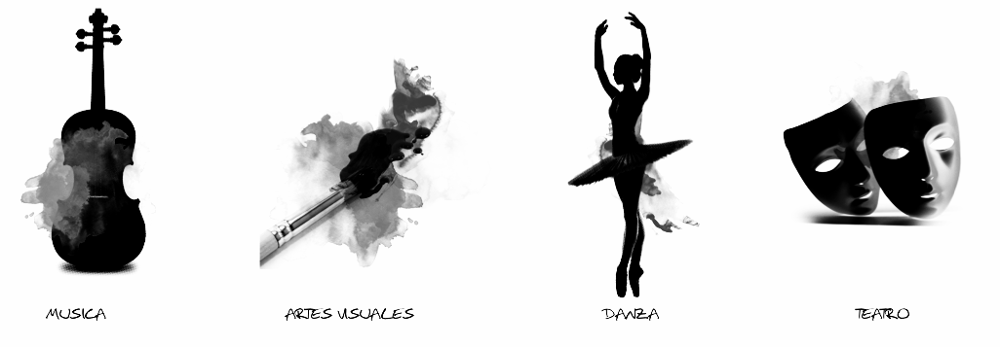 MUSICA
ARTES VISUALES
DANZA
TEATRO